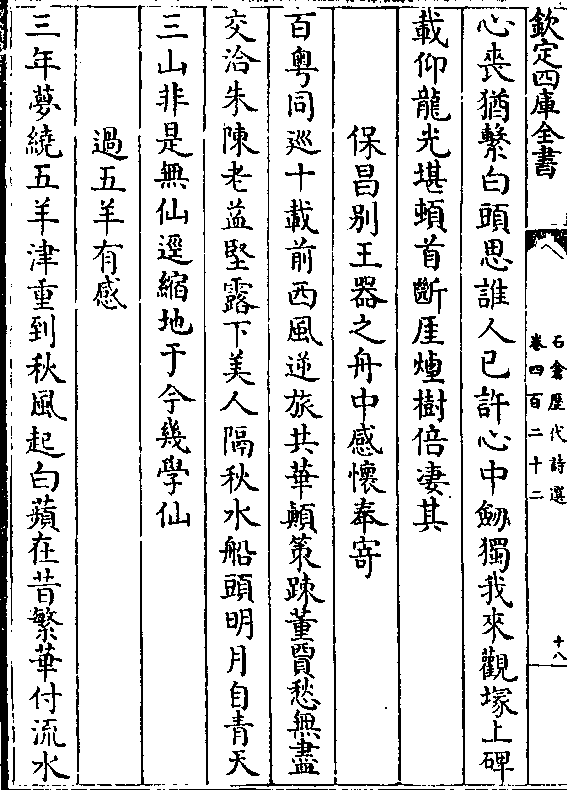 欽定四庫全書
石倉歷代詩選
卷四百二十二
十八
心喪猶繫白頭思誰人已許心中劒獨我來觀塚上碑
載仰龍光堪頓首斷厓煙樹倍凄其
保昌别王器之舟中感懷奉寄
百粤同巡十載前西風逆旅共華顛策踈董賈愁無盡
交洽朱陳老益堅露下美人隔秋水船頭明月自青天
三山非是無仙逕縮地于今幾學仙
過五羊有感
三年夢繞五羊津重到秋風起白蘋在昔繁華付流水